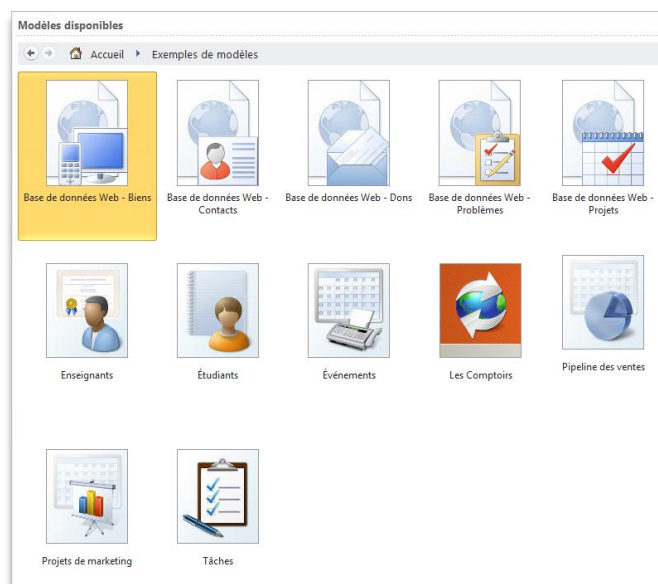 Modèles disponibles
Accueil
Exemples de modèles
Base de données Web - Biens
Base de données Web -
Contacts
Base de données Web - Dons
Base de données Web -
Problèmes
Base de données Web -
Projets
Enseignants
Étudiants
Événements
Les Comptoirs
Pipeline des ventes
Projets de marketing
Tâches